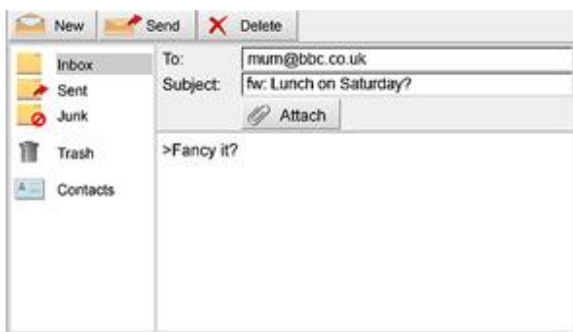 New Send Delete
Inbox
Sent
Junk
Trash
Contacts
To: mum@bbc.co.uk
Subject: fw: Lunch on Saturday?
Attach
>Fancy it?